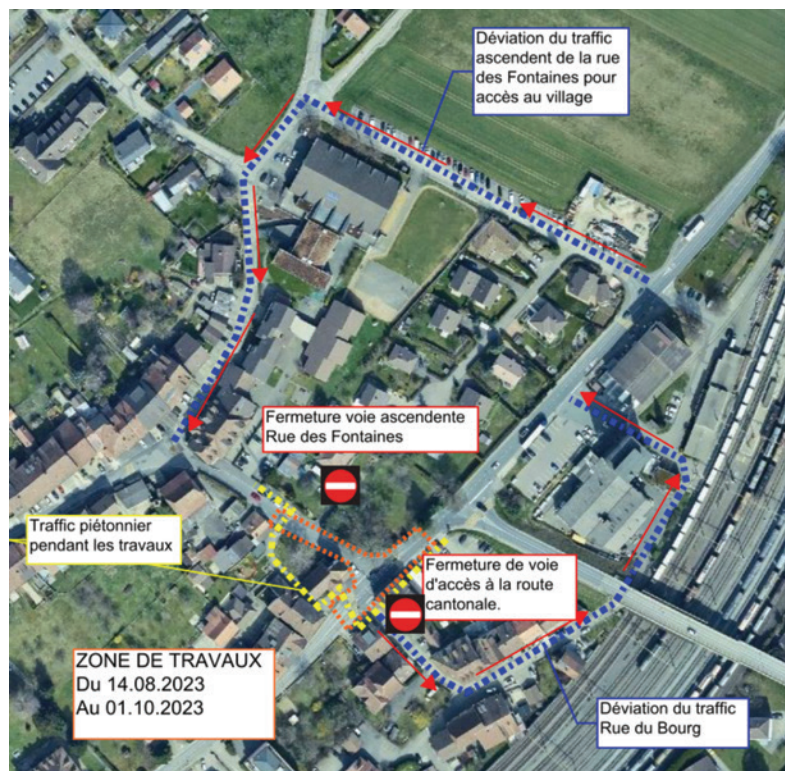 Déviation du traffic
ascendent de la rue
des Fontaines pour
accès au village
Fermeture voie ascendente
Rue des Fontaines
Traffic piétonnier
pendant les travaux
Fermeture de voie
d'accès à la route
cantonale.
ZONE DE TRAVAUX
Du 14.08.2023
Au 01.10.2023
Déviation du traffic
Rue du Bourg